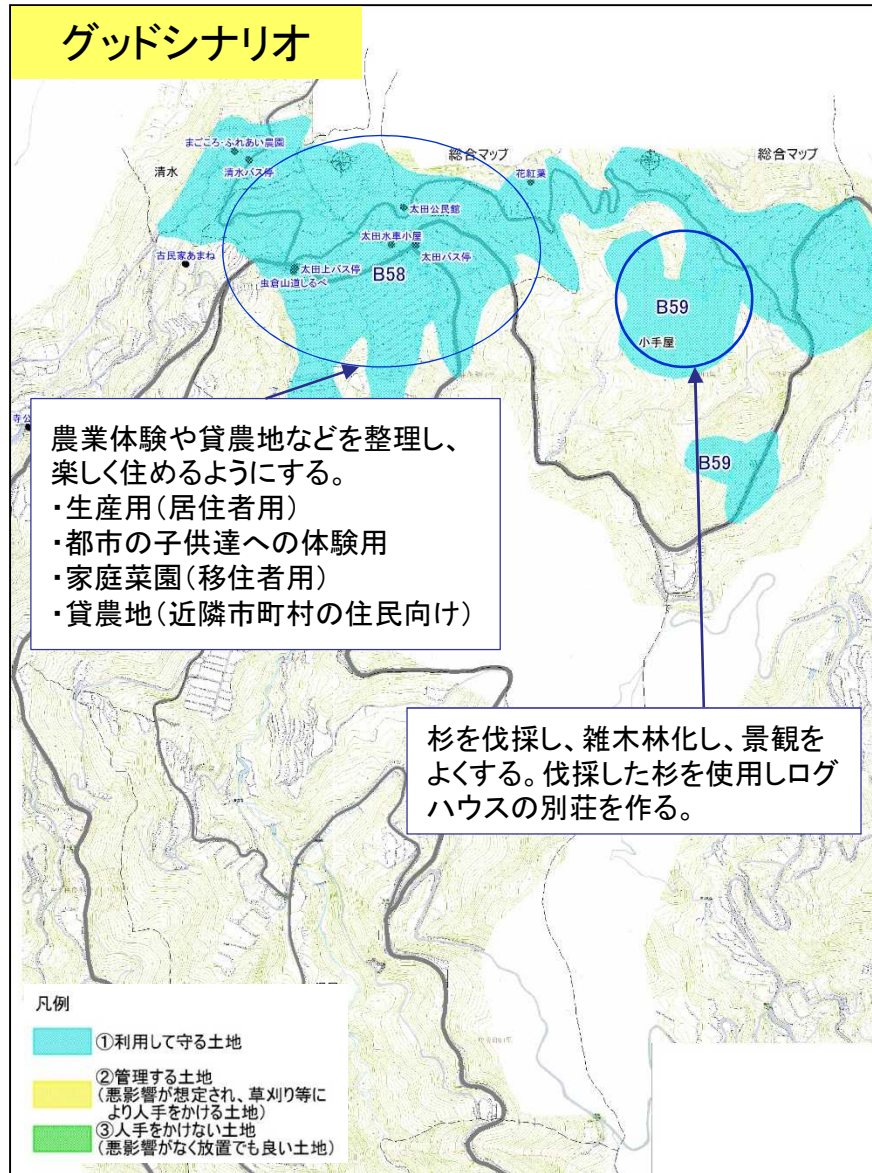 グッドシナリオ
まごころ・ふれあい農園
清水
清水バス停
総合マップ
花紅葉
総合マップ
太田公民館
太田水車小屋
太田バス停
古民家あまね
太田上バス停
虫倉山道しるべ
B58
B59
小手屋
B59
農業体験や貸農地などを整理し、
楽しく住めるようにする。
・生産用(居住者用)
・都市の子供達への体験用
・家庭菜園(移住者用)
・貸農地(近隣市町村の住民向け)
杉を伐採し、雑木林化し、景観を
よくする。伐採した杉を使用しログ
ハウスの別荘を作る。
凡例
①利用して守る土地
②管理する土地
(悪影響が想定され、草刈り等に
より人手をかける土地)
③人手をかけない土地
(悪影響がなく放置でも良い土地)